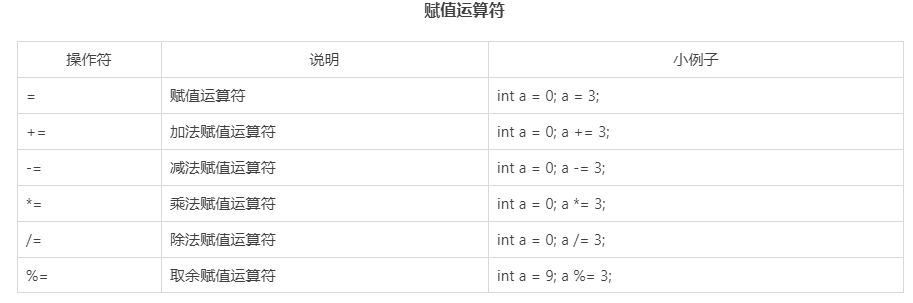 赋值运算符
操作符 说明 小例子
= 赋值运算符 int a = 0; a = 3;
+= 加法赋值运算符 int a = 0; a += 3;
-= 减法赋值运算符 int a = 0; a -= 3;
*= 乘法赋值运算符 int a = 0; a *= 3;
/= 除法赋值运算符 int a = 0; a /= 3;
%= 取余赋值运算符 int a = 9; a %= 3;